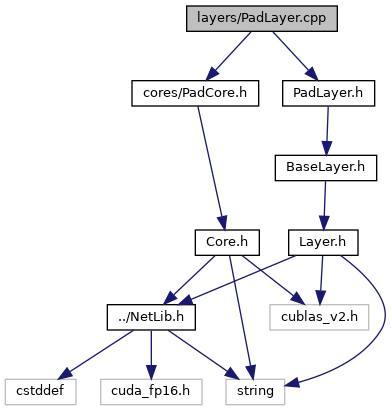 layers/PadLayer.cpp
cores/PadCore.h
PadLayer.h
BaseLayer.h
Core.h
Layer.h
../NetLib.h
cublas_v2.h
cstddef
cuda_fp16.h
string